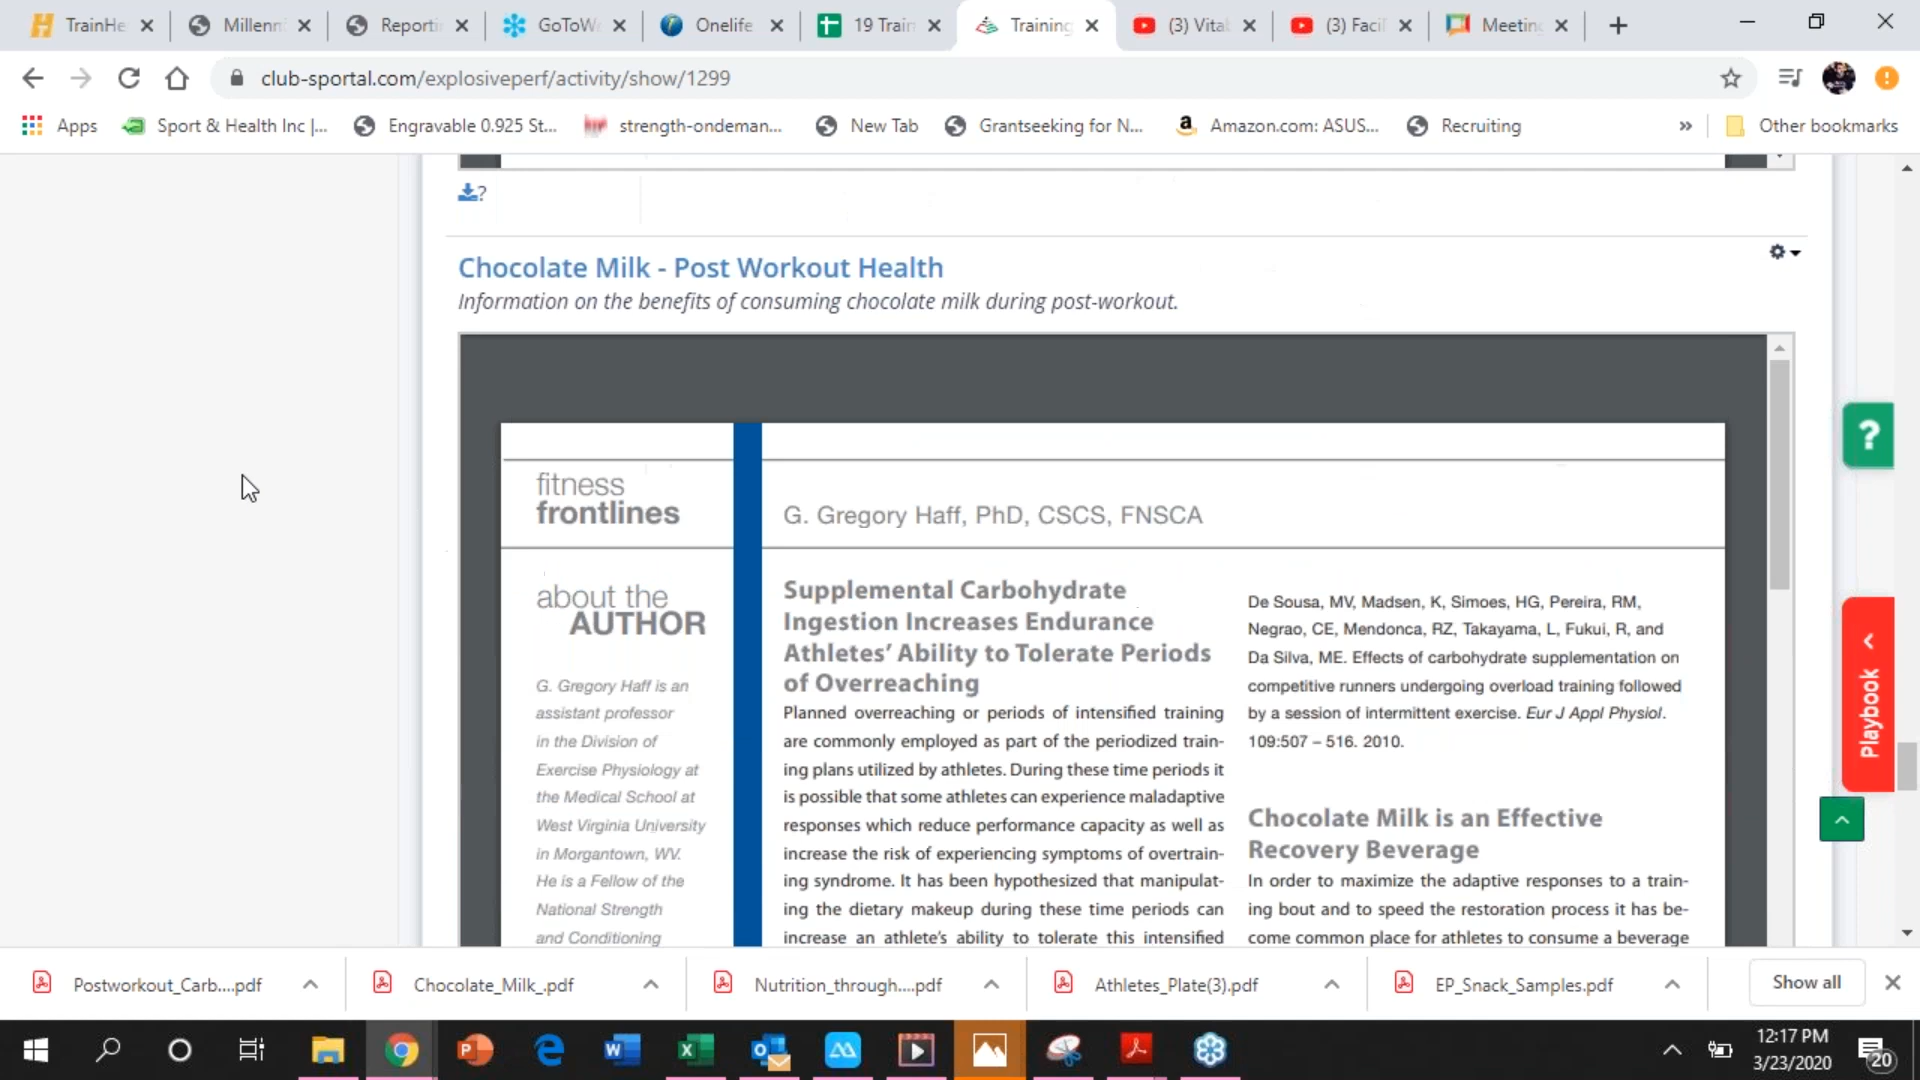 TrainHe
Millenni
Reportin
GoToWe
Onelife
19 Train
Training
(3) Vita
(3) Facil
Meeting
club-sportal.com/explosiveperf/activity/show/1299
Apps
Sport & Health Inc |...
Engravable 0.925 St...
strength-ondeman...
New Tab
Grantseeking for N...
Amazon.com: ASUS...
Recruiting
»
Other bookmarks
?
Chocolate Milk - Post Workout Health
Information on the benefits of consuming chocolate milk during post-workout.
fitness
frontlines
G. Gregory Haff, PhD, CSCS, FNSCA
about the
AUTHOR
G. Gregory Haff is an
assistant professor
in the Division of
Exercise Physiology at
the Medical School at
West Virginia University
in Morgantown, WV.
He is a Fellow of the
National Strength
and Conditioning
Supplemental Carbohydrate
Ingestion Increases Endurance
Athletes' Ability to Tolerate Periods
of Overreaching
Planned overreaching or periods of intensified training
are commonly employed as part of the periodized train-
ing plans utilized by athletes. During these time periods it
is possible that some athletes can experience maladaptive
responses which reduce performance capacity as well as
increase the risk of experiencing symptoms of overtrain-
ing syndrome. It has been hypothesized that manipulat-
ing the dietary makeup during these time periods can
increase an athlete's ability to tolerate this intensified
De Sousa, MV, Madsen, K, Simoes, HG, Pereira, RM,
Negrao, CE, Mendonca, RZ, Takayama, L, Fukui, R, and
Da Silva, ME. Effects of carbohydrate supplementation on
competitive runners undergoing overload training followed
by a session of intermittent exercise. Eur J Appl Physiol.
109:507 – 516. 2010.
Chocolate Milk is an Effective
Recovery Beverage
In order to maximize the adaptive responses to a train-
ing bout and to speed the restoration process it has be-
come common place for athletes to consume a beverage
?
Playbook
Postworkout_Carb....pdf
Chocolate_Milk_.pdf
Nutrition_through....pdf
Athletes_Plate(3).pdf
EP_Snack_Samples.pdf
Show all
12:17 PM
3/23/2020
20